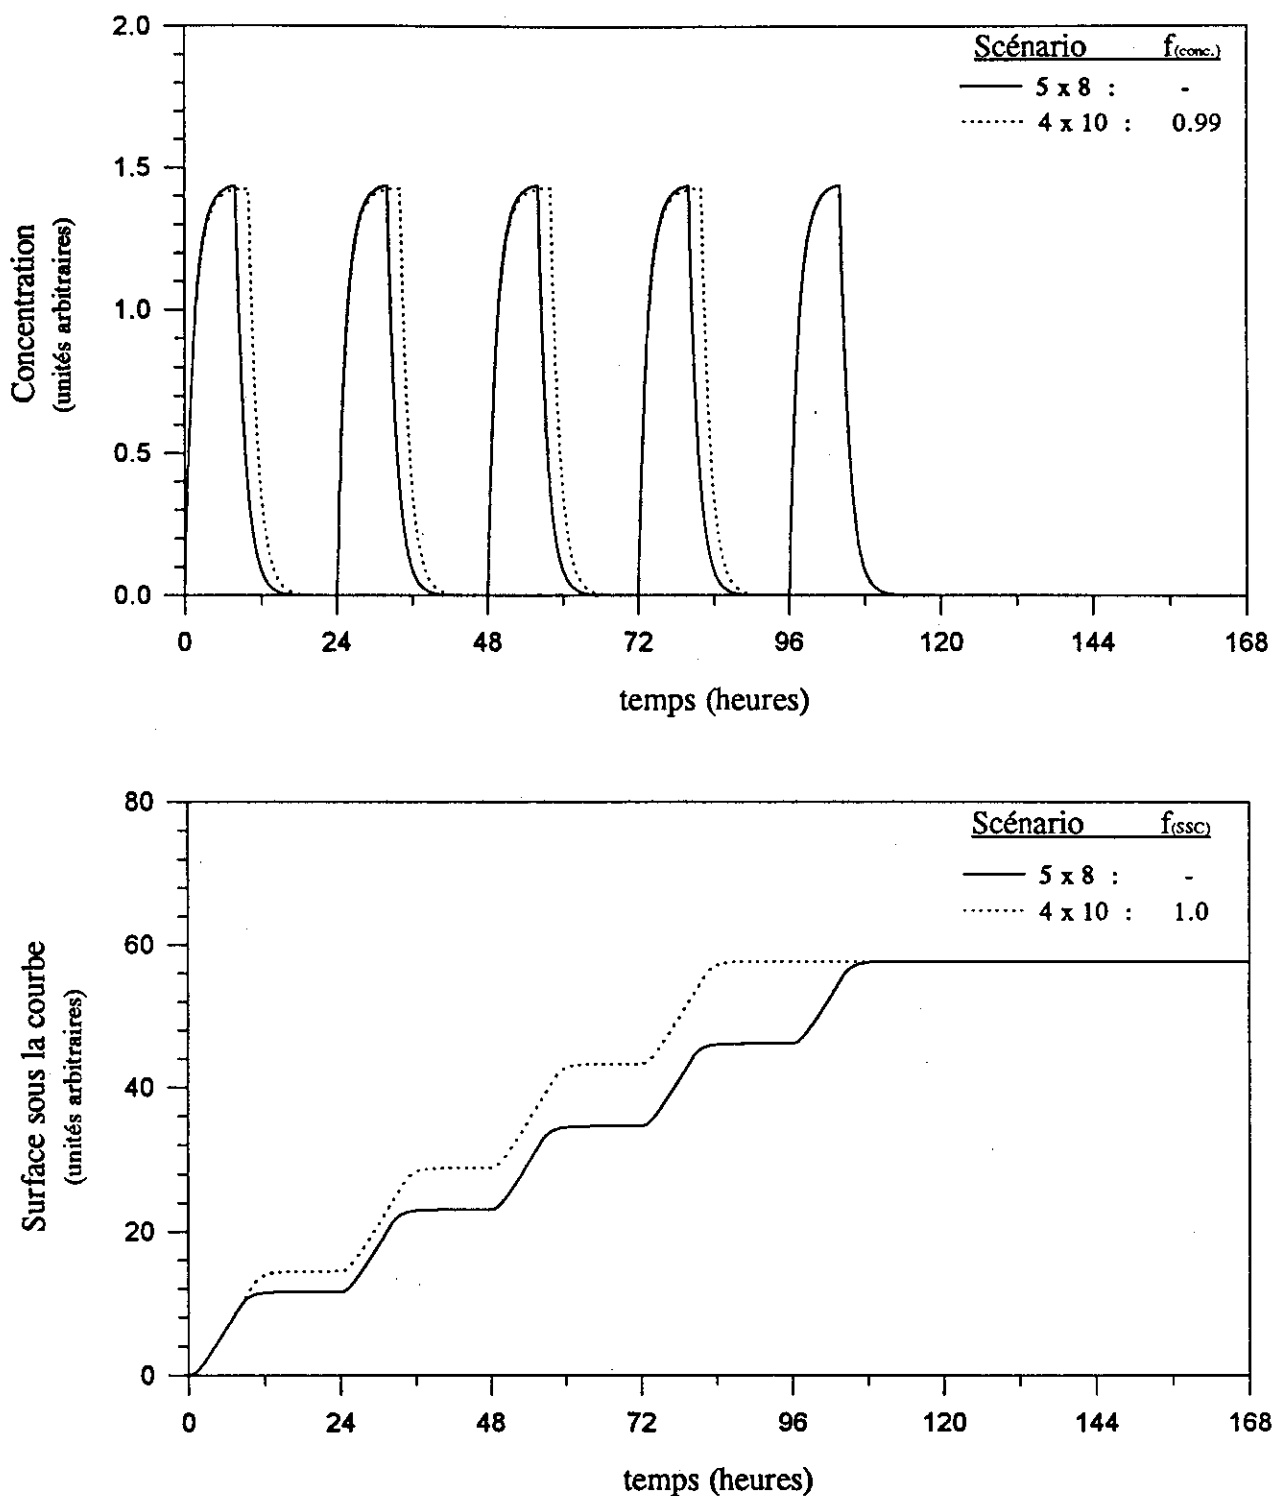 Scénario f(conc.)
5 x 8 : -
4 x 10 : 0.99
2.0
1.5
1.0
0.5
0.0
Concentration
(unités arbitraires)
0 24 48 72 96 120 144 168
temps (heures)
Scénario f(SSC)
5 x 8 : -
4 x 10 : 1.0
80
60
40
20
0
Surface sous la courbe
(unités arbitraires)
0 24 48 72 96 120 144 168
temps (heures)